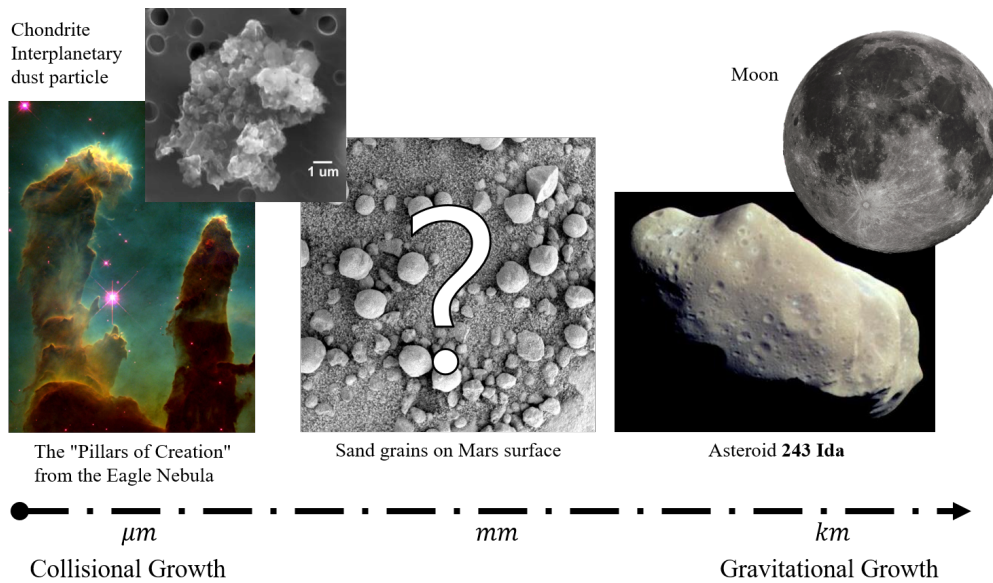 Chondrite
Interplanetary
dust particle
1 um
Moon
?
The "Pillars of Creation"
from the Eagle Nebula
Sand grains on Mars surface
Asteroid 243 Ida
μm
mm
km
Collisional Growth
Gravitational Growth